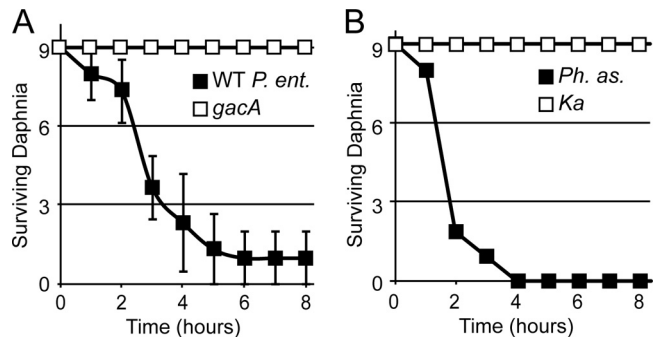 A
9
6
3
0
Surviving Daphnia
WT P. ent.
gacA
0 2 4 6 8
Time (hours)
B
9
6
3
0
Surviving Daphnia
Ph. as.
Ka
0 2 4 6 8
Time (hours)